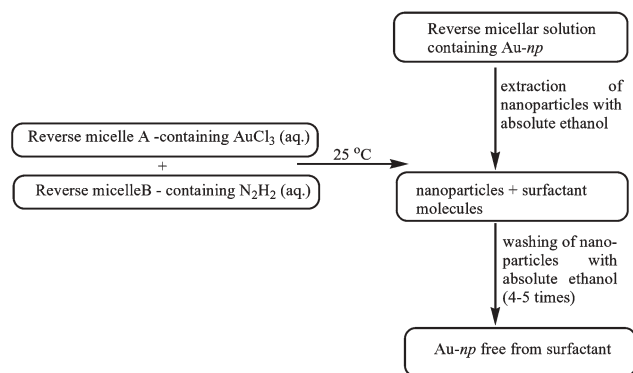 Reverse micelle A -containing AuCl₃ (aq.)
+
Reverse micelleB - containing N₂H₂ (aq.)
25 °C
Reverse micellar solution
containing Au-np
extraction of
nanoparticles with
absolute ethanol
nanoparticles + surfactant
molecules
washing of nano-
particles with
absolute ethanol
(4-5 times)
Au-np free from surfactant